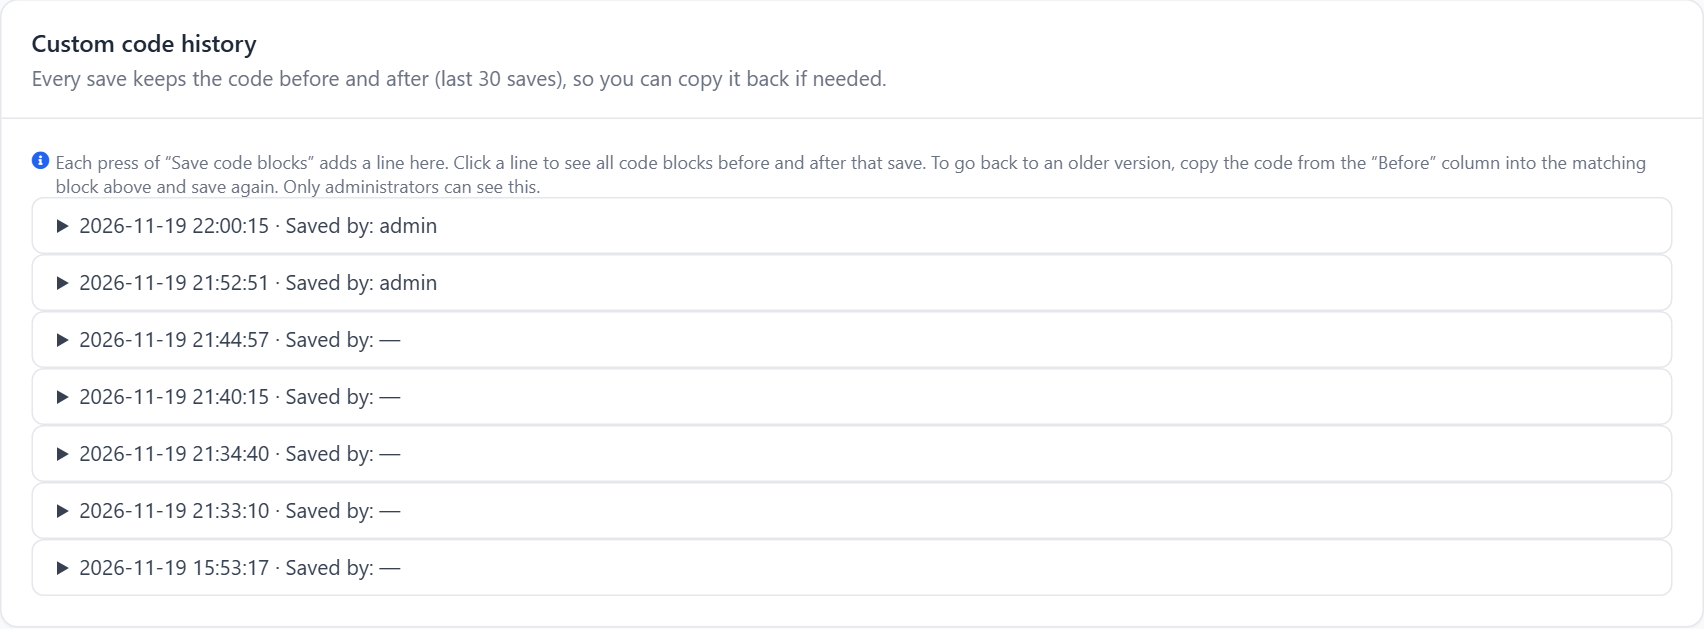 Custom code history
Every save keeps the code before and after (last 30 saves), so you can copy it back if needed.
Each press of “Save code blocks” adds a line here. Click a line to see all code blocks before and after that save. To go back to an older version, copy the code from the “Before” column into the matching
block above and save again. Only administrators can see this.
2026-11-19 22:00:15 · Saved by: admin
2026-11-19 21:52:51 · Saved by: admin
2026-11-19 21:44:57 · Saved by: —
2026-11-19 21:40:15 · Saved by: —
2026-11-19 21:34:40 · Saved by: —
2026-11-19 21:33:10 · Saved by: —
2026-11-19 15:53:17 · Saved by: —